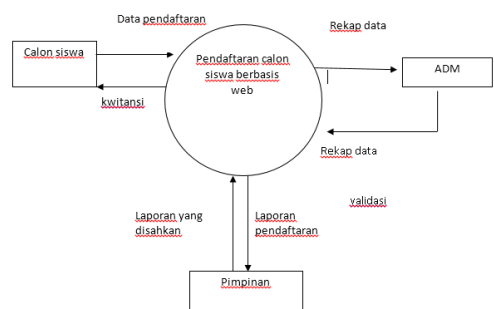 Data pendaftaran
Rekap data
Calon siswa
Pendaftaran calon
siswa berbasis
web
ADM
kwitansi
Rekap data
validasi
Laporan yang
disahkan
Laporan
pendaftaran
Pimpinan